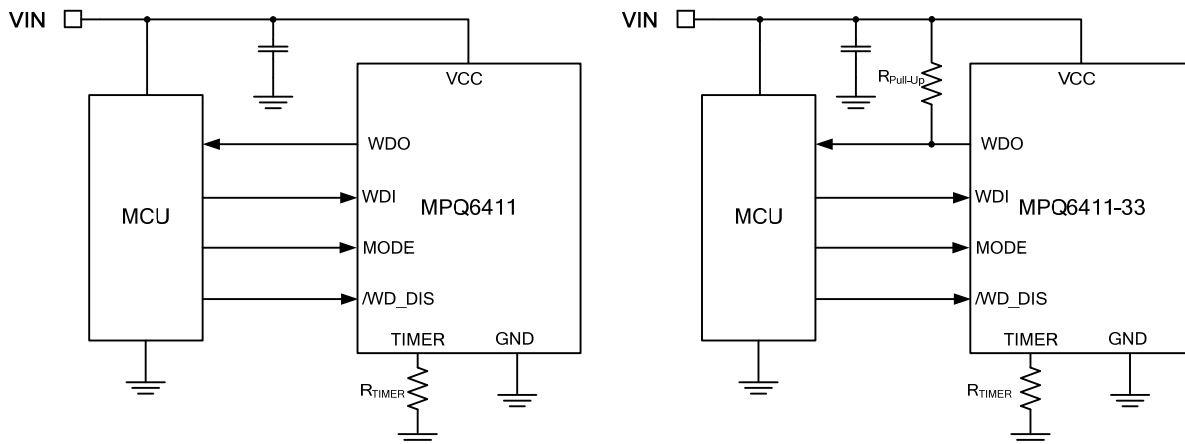 VIN
VCC
WDO
WDI
MCU
MPQ6411
MODE
/WD_DIS
TIMER
GND
RTIMER
VIN
RPull-Up
VCC
WDO
WDI
MCU
MPQ6411-33
MODE
/WD_DIS
TIMER
GND
RTIMER